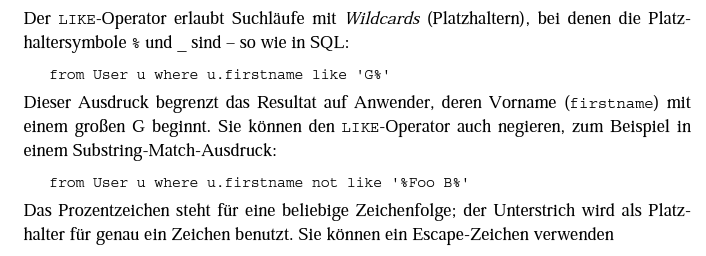 Der LIKE-Operator erlaubt Suchläufe mit Wildcards (Platzhaltern), bei denen die Platz-
haltersymbole % und _ sind – so wie in SQL:
from User u where u.firstname like 'G%'
Dieser Ausdruck begrenzt das Resultat auf Anwender, deren Vorname (firstname) mit
einem großen G beginnt. Sie können den LIKE-Operator auch negieren, zum Beispiel in
einem Substring-Match-Ausdruck:
from User u where u.firstname not like '%Foo B%'
Das Prozentzeichen steht für eine beliebige Zeichenfolge; der Unterstrich wird als Platz-
halter für genau ein Zeichen benutzt. Sie können ein Escape-Zeichen verwenden